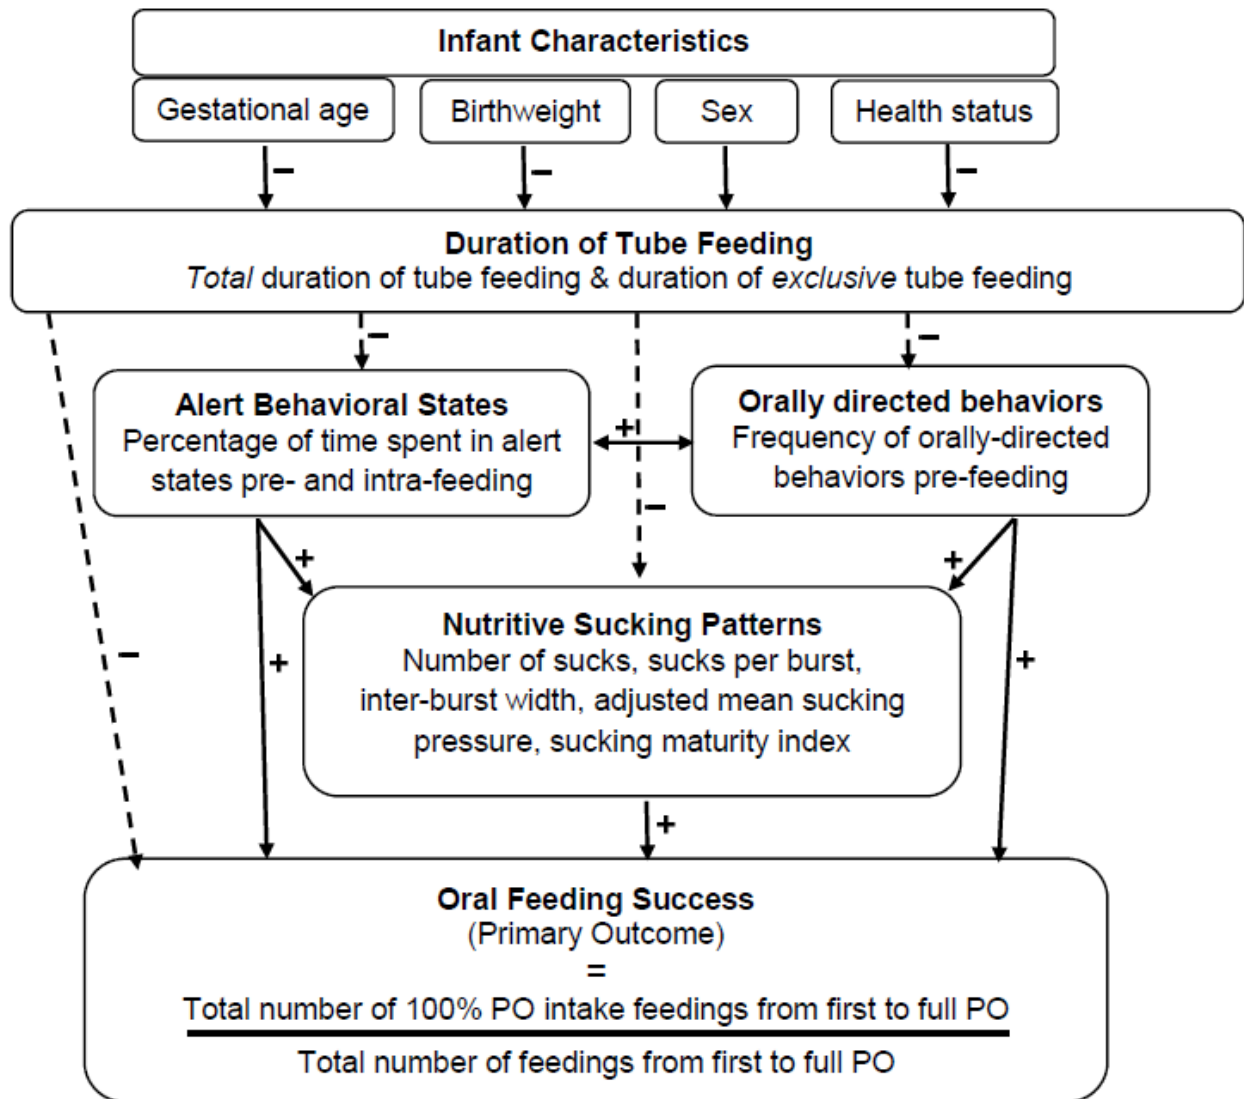 Infant Characteristics
Gestational age
Birthweight
Sex
Health status
−
−
−
Duration of Tube Feeding
Total duration of tube feeding & duration of exclusive tube feeding
−
−
Alert Behavioral States
Percentage of time spent in alert
states pre- and intra-feeding
+
Orally directed behaviors
Frequency of orally-directed
behaviors pre-feeding
−
+
+
Nutritive Sucking Patterns
Number of sucks, sucks per burst,
inter-burst width, adjusted mean sucking
pressure, sucking maturity index
−
+
+
+
Oral Feeding Success
(Primary Outcome)
=
Total number of 100% PO intake feedings from first to full PO
Total number of feedings from first to full PO